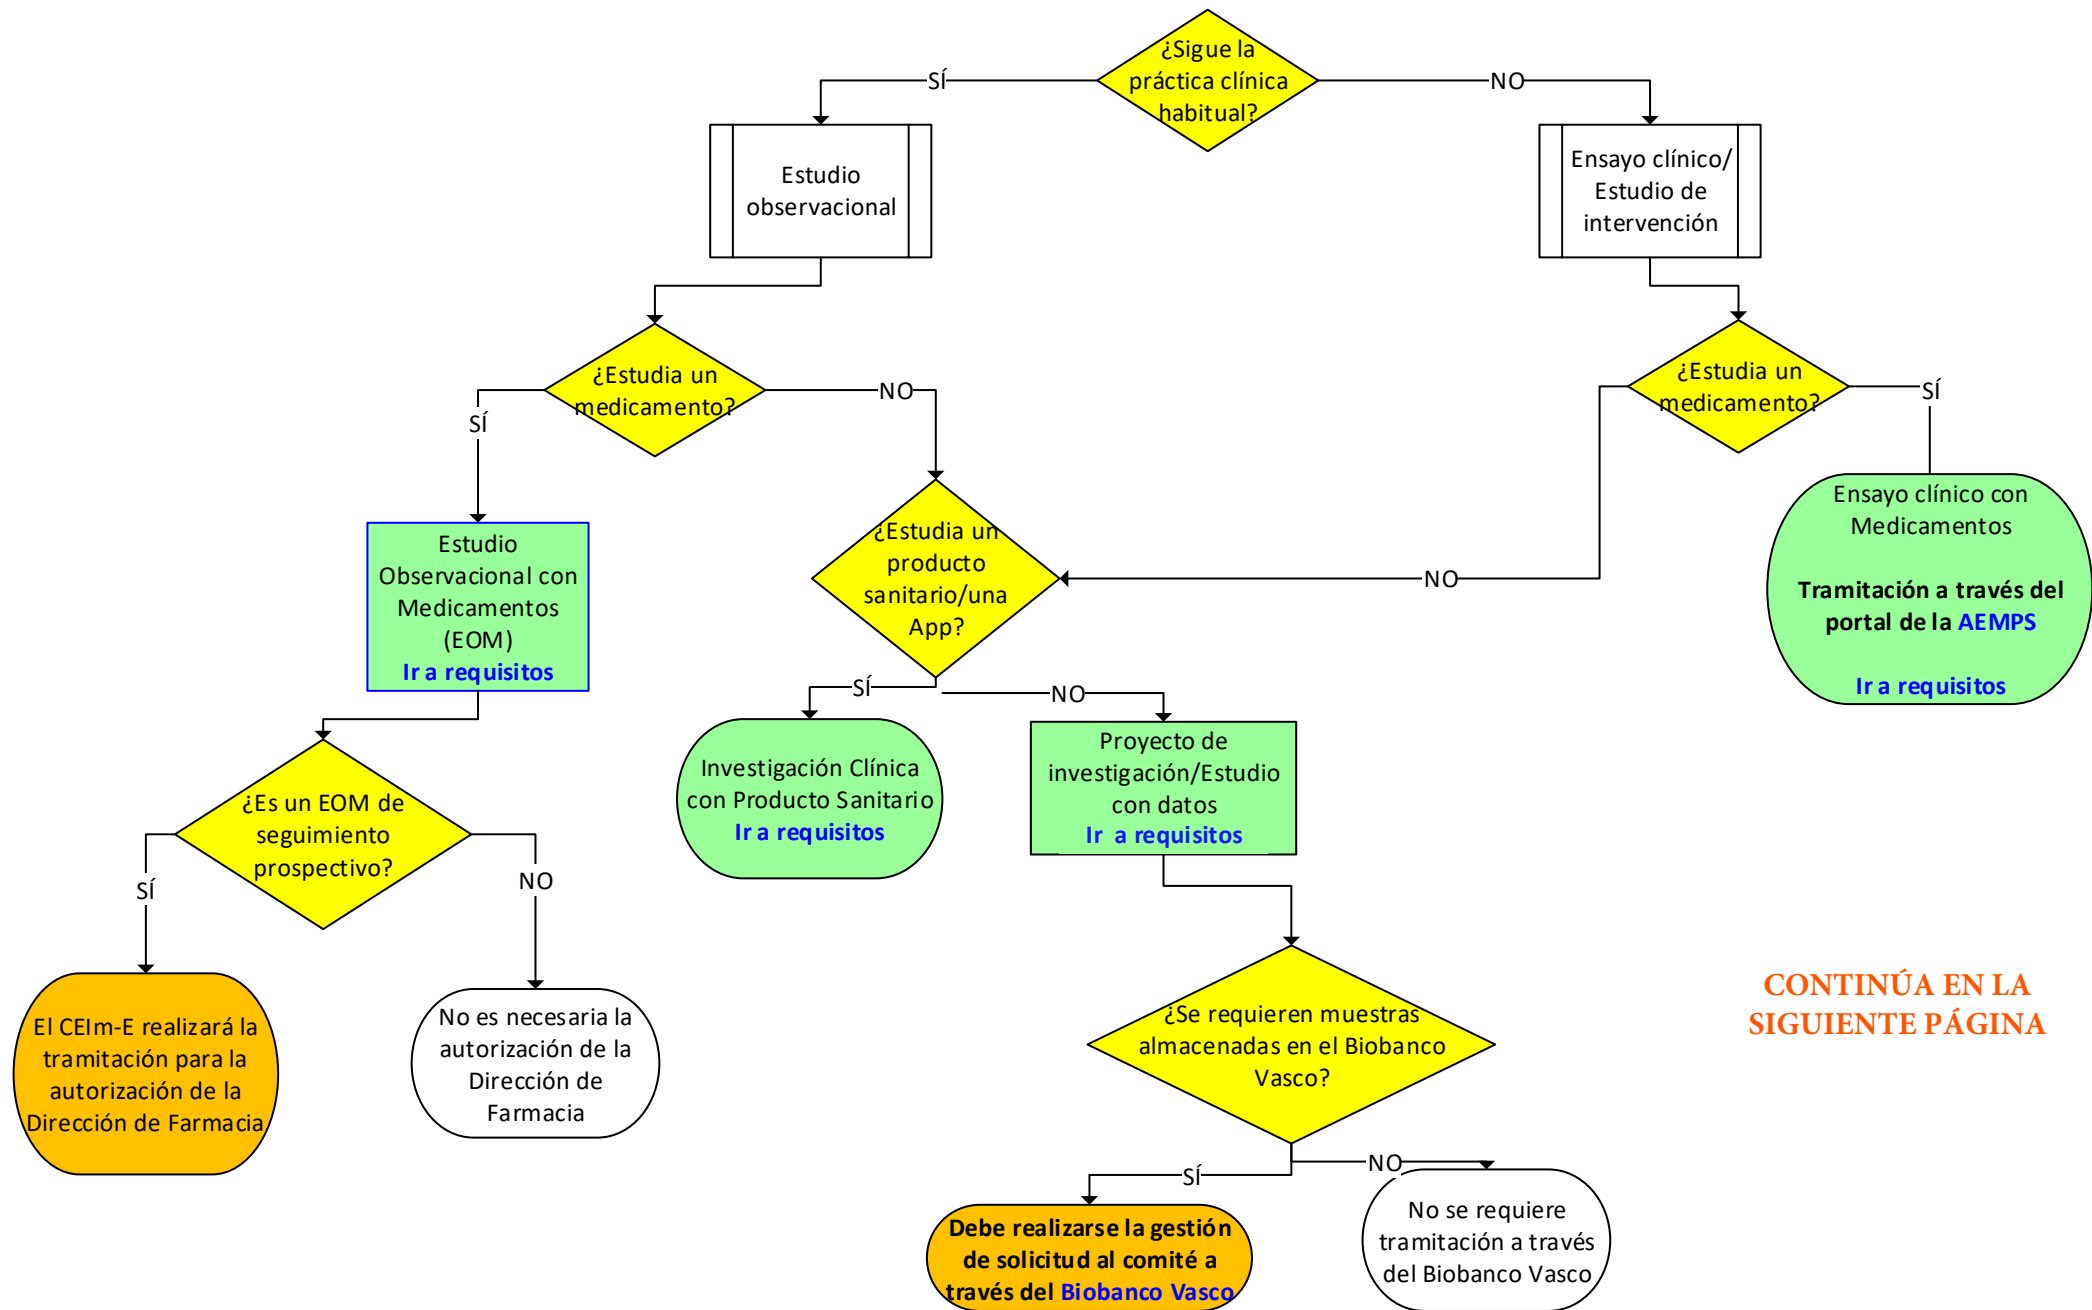 ¿Sigue la
práctica clínica
habitual?
SÍ
NO
Estudio
observacional
Ensayo clínico/
Estudio de
intervención
¿Estudia un
medicamento?
SÍ
NO
¿Estudia un
medicamento?
SÍ
NO
Estudio
Observacional con
Medicamentos
(EOM)
Ir a requisitos
¿Estudia un
producto
sanitario/una
App?
Ensayo clínico con
Medicamentos
Tramitación a través del
portal de la AEMPS
Ir a requisitos
SÍ
NO
¿Es un EOM de
seguimiento
prospectivo?
SÍ
NO
Investigación Clínica
con Producto Sanitario
Ir a requisitos
Proyecto de
investigación/Estudio
con datos
Ir a requisitos
El CEIm-E realizará la
tramitación para la
autorización de la
Dirección de Farmacia
No es necesaria la
autorización de la
Dirección de
Farmacia
¿Se requieren muestras
almacenadas en el Biobanco
Vasco?
CONTINÚA EN LA
SIGUIENTE PÁGINA
SÍ
NO
Debe realizarse la gestión
de solicitud al comité a
través del Biobanco Vasco
No se requiere
tramitación a través
del Biobanco Vasco